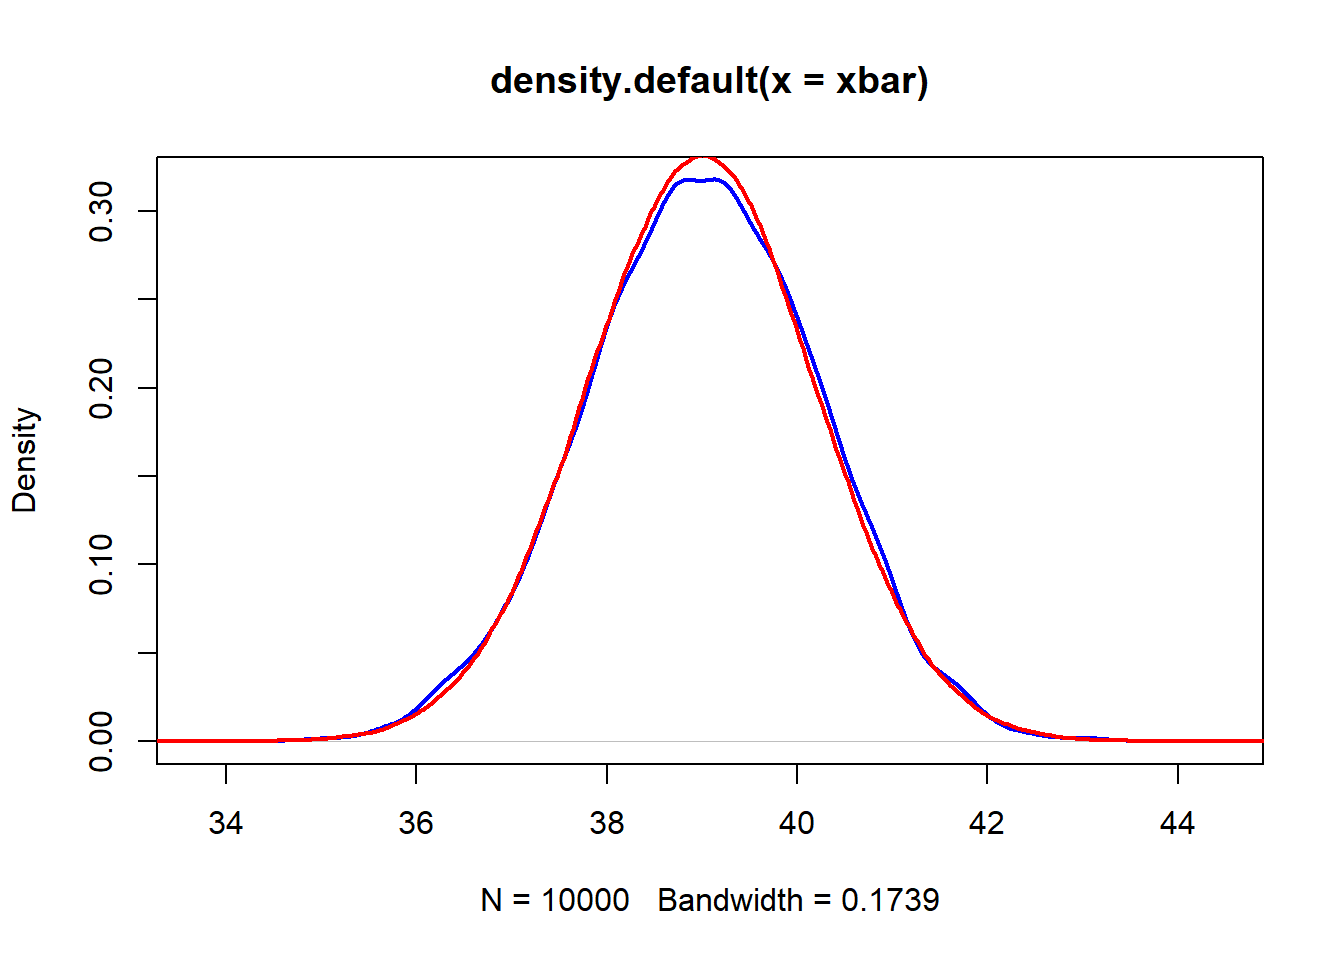 density.default(x = xbar)
Density
0.30
0.20
0.10
0.00
34 36 38 40 42 44
N = 10000 Bandwidth = 0.1739